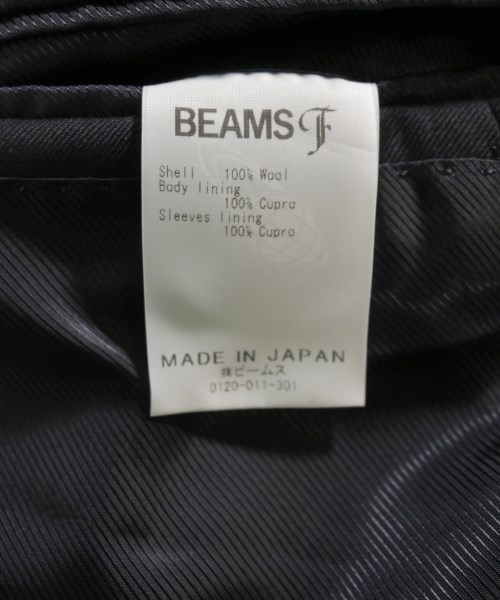 BEAMS F
Shell 100% Wool
Body lining
100% Cupro
Sleeves lining
100% Cupro
MADE IN JAPAN
㈱ビームス
0120-011-301